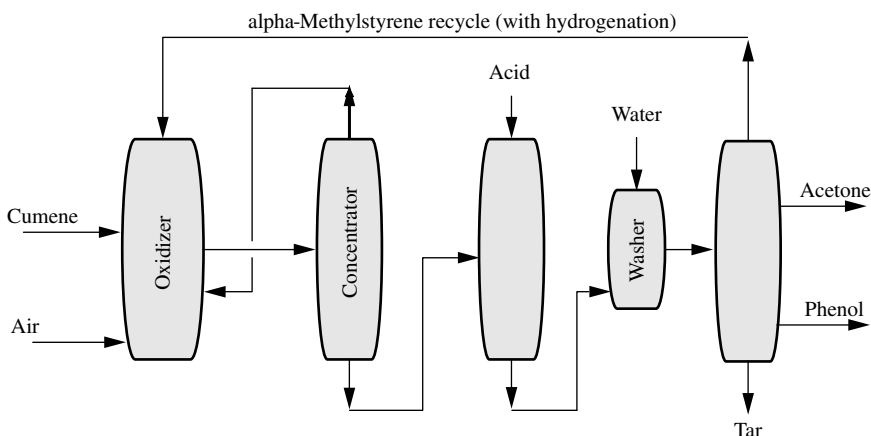 alpha-Methylstyrene recycle (with hydrogenation)
Acid
Water
Cumene
Air
Oxidizer
Concentrator
Washer
Acetone
Phenol
Tar